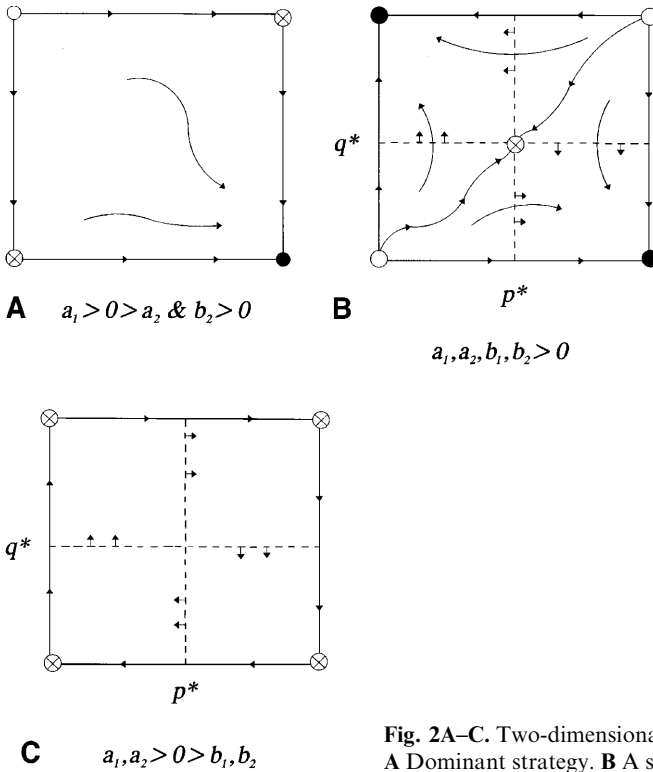 q*
A a₁ > 0 > a₂ & b₂ > 0
B
p*
a₁, a₂, b₁, b₂ > 0
q*
p*
C a₁, a₂ > 0 > b₁, b₂
Fig. 2A–C. Two-dimensiona
A Dominant strategy. B A s